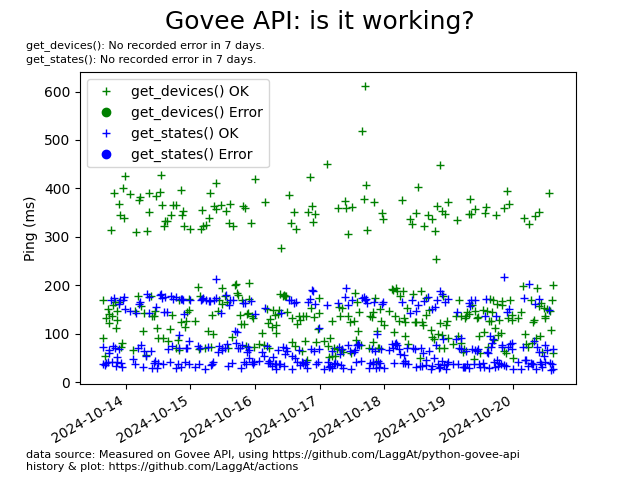 Govee API: is it working?
get_devices(): No recorded error in 7 days.
get_states(): No recorded error in 7 days.
get_devices() OK
get_devices() Error
get_states() OK
get_states() Error
Ping (ms)
600
500
400
300
200
100
0
2024-10-14
2024-10-15
2024-10-16
2024-10-17
2024-10-18
2024-10-19
2024-10-20
data source: Measured on Govee API, using https://github.com/LaggAt/python-govee-api
history & plot: https://github.com/LaggAt/actions